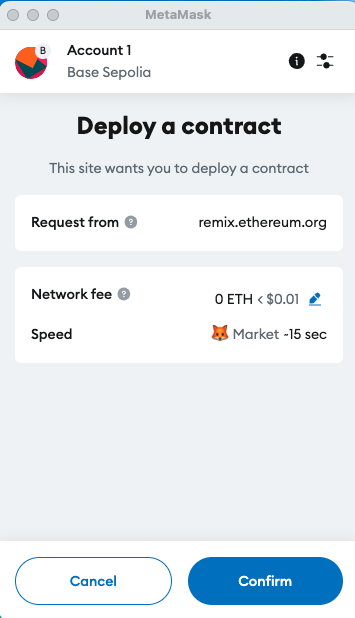 MetaMask
B
Account 1
Base Sepolia
Deploy a contract
This site wants you to deploy a contract
Request from remix.ethereum.org
Network fee 0 ETH < $0.01
Speed Market ~15 sec
Cancel Confirm